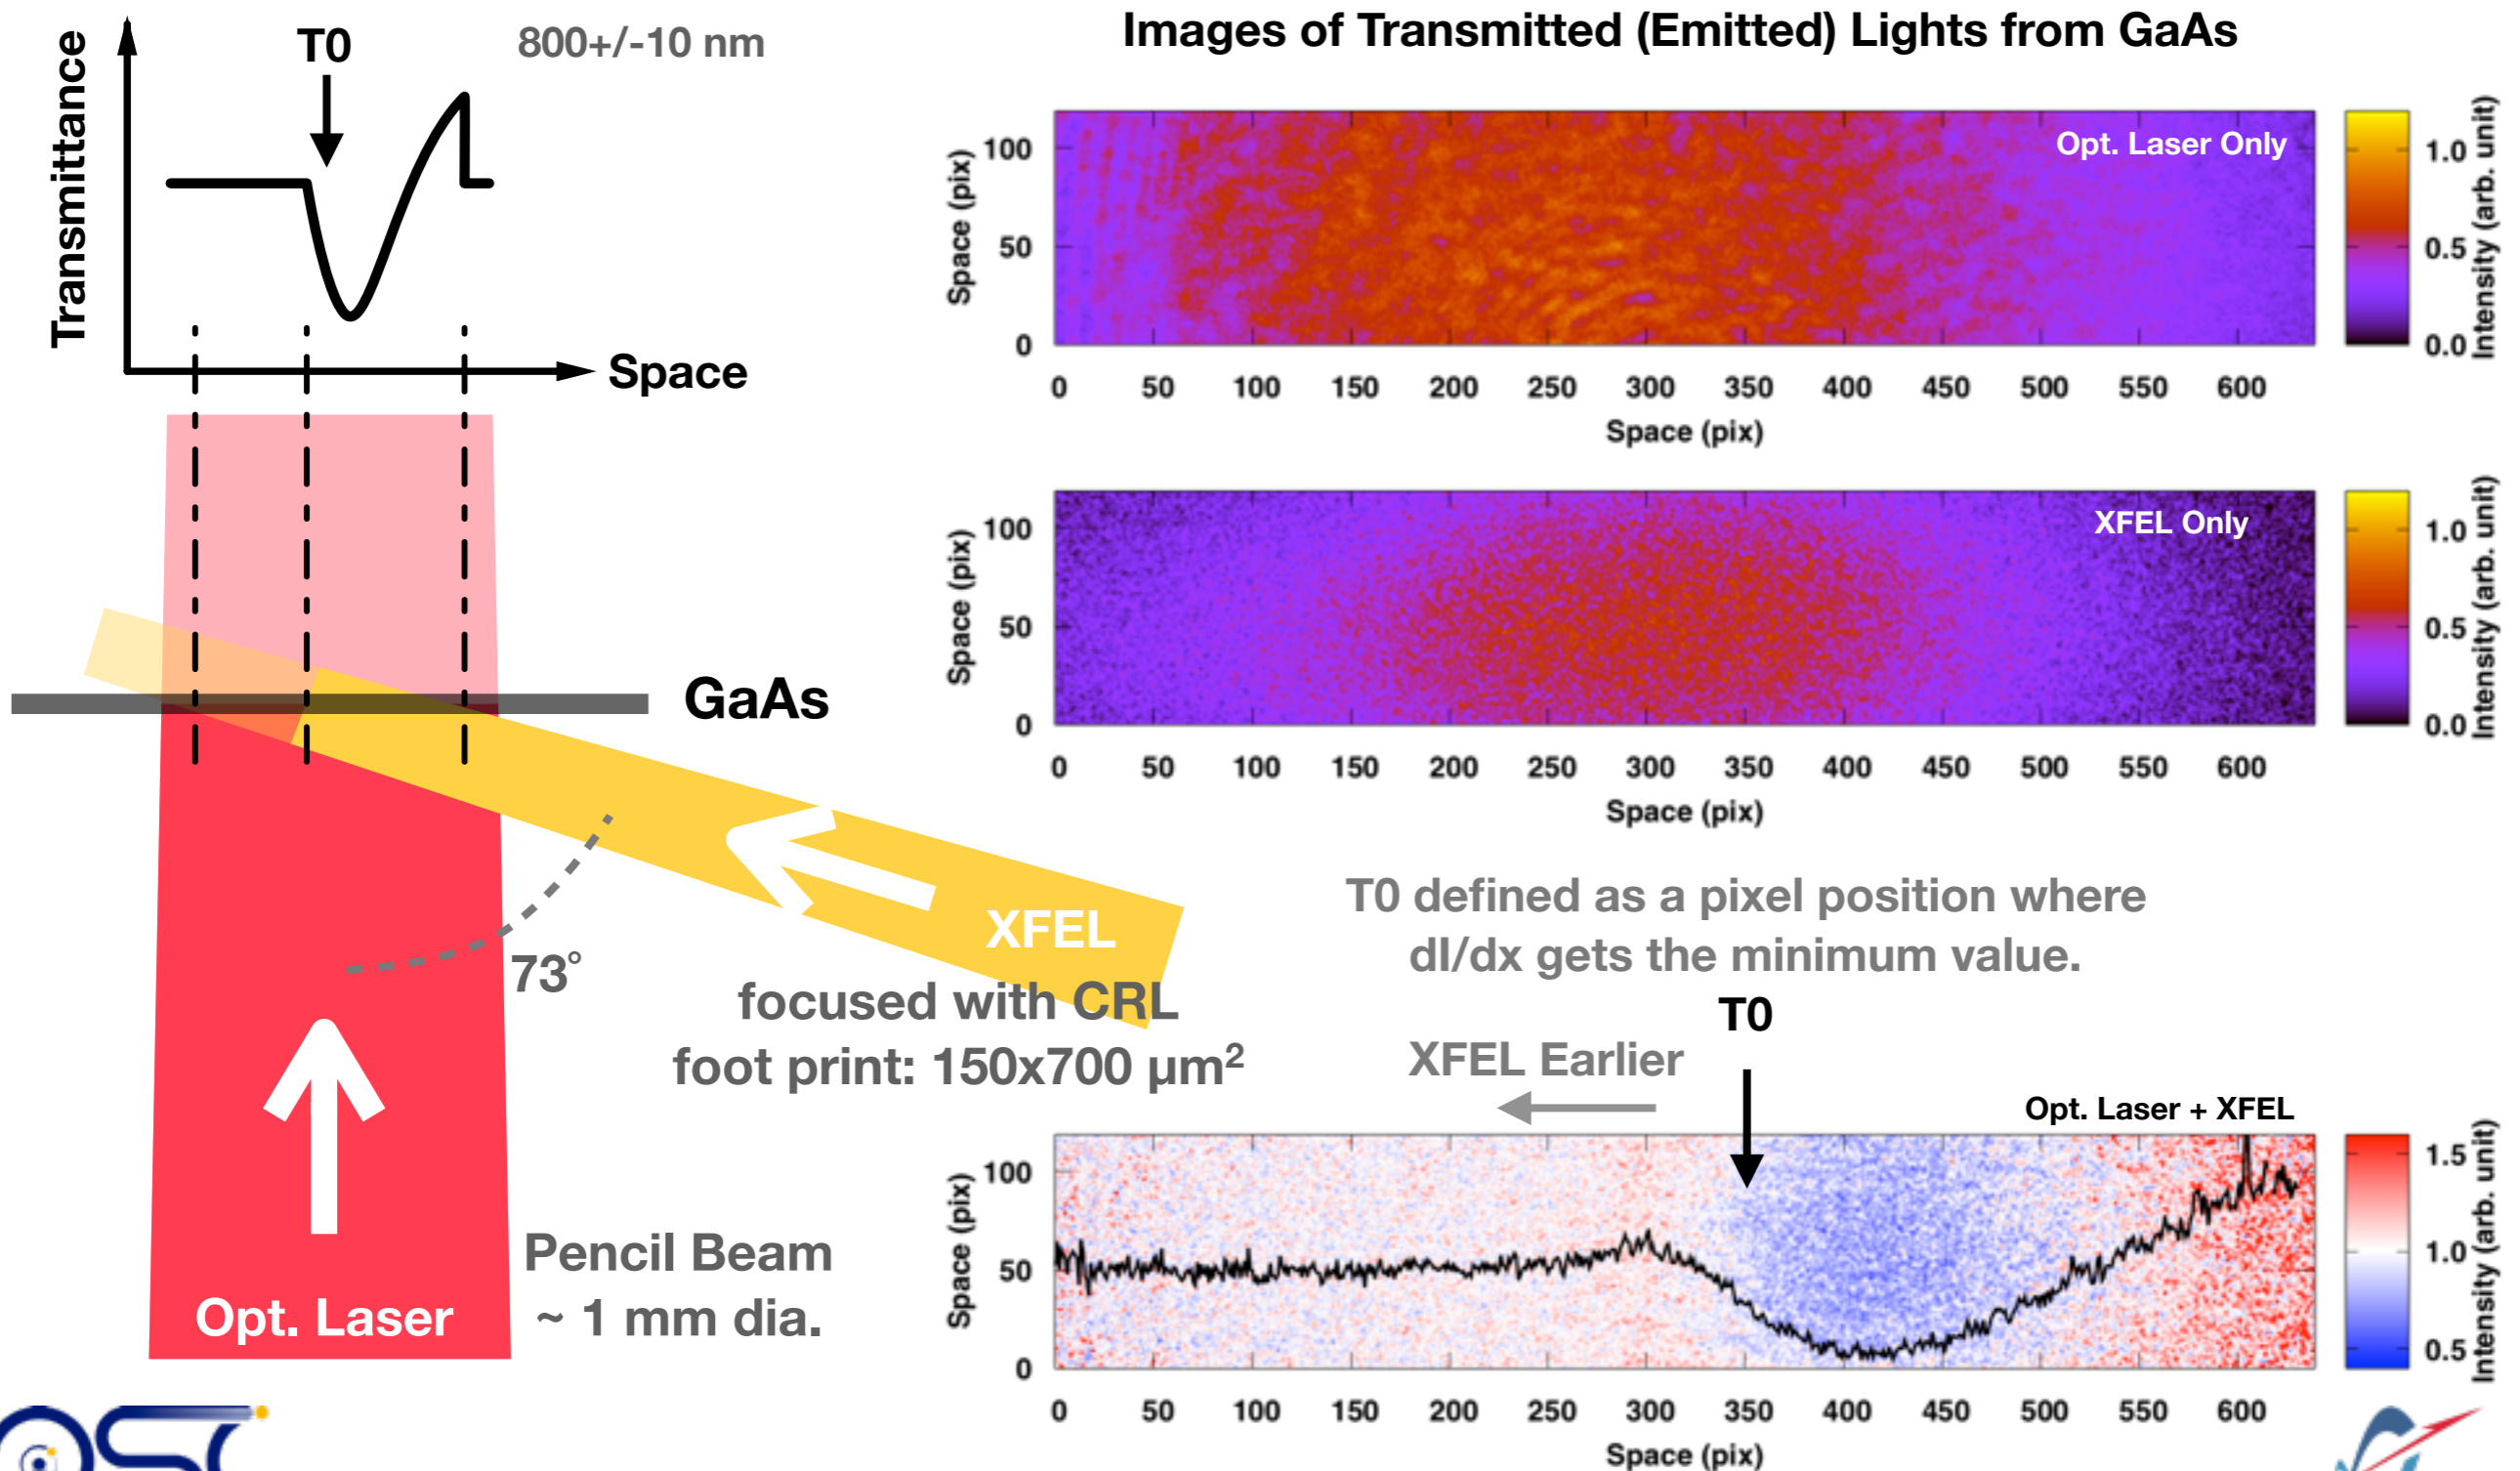 Transmittance
T0
800+/-10 nm
Space
GaAs
73°
XFEL
focused with CRL
foot print: 150x700 µm²
Opt. Laser
Pencil Beam
~ 1 mm dia.
Images of Transmitted (Emitted) Lights from GaAs
Opt. Laser Only
Space (pix)
100
50
0
0 50 100 150 200 250 300 350 400 450 500 550 600
Space (pix)
1.0
0.5
0.0
Intensity (arb. unit)
XFEL Only
Space (pix)
100
50
0
0 50 100 150 200 250 300 350 400 450 500 550 600
Space (pix)
1.0
0.5
0.0
Intensity (arb. unit)
T0 defined as a pixel position where
dI/dx gets the minimum value.
T0
XFEL Earlier
Opt. Laser + XFEL
Space (pix)
100
50
0
0 50 100 150 200 250 300 350 400 450 500 550 600
Space (pix)
1.5
1.0
0.5
Intensity (arb. unit)